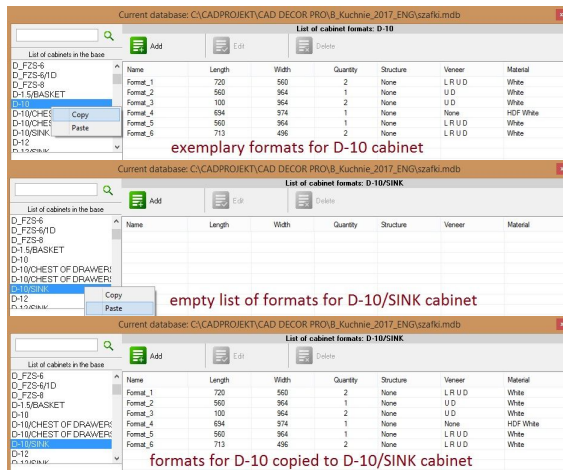 Current database: C:\CADPROJEKT\CAD DECOR PRO\B_Kuchnie_2017_ENG\szafki.mdb
List of cabinet formats: D-10
Add Edit Delete
List of cabinets in the base
D_FZS-6
D_FZS-6/1D
D_FZS-8
D-1.5/BASKET
D-10
D-10/CHES
D-10/CHES
D-10/SINK
D-12
D-12/SINK
Copy
Paste
Name Length Width Quantity Structure Veneer Material
Format_1 720 560 2 None L R U D White
Format_2 560 964 1 None U D White
Format_3 100 964 2 None U D White
Format_4 694 974 1 None None HDF White
Format_5 560 964 1 None L R U D White
Format_6 713 496 2 None L R U D White
exemplary formats for D-10 cabinet
Current database: C:\CADPROJEKT\CAD DECOR PRO\B_Kuchnie_2017_ENG\szafki.mdb
List of cabinet formats: D-10/SINK
Add Edit Delete
List of cabinets in the base
D_FZS-6
D_FZS-6/1D
D_FZS-8
D-1.5/BASKET
D-10
D-10/CHEST OF DRAWERS
D-10/CHEST OF DRAWERS
D-10/SINK
D-12
D-12/SINK
Copy
Paste
Name Length Width Quantity Structure Veneer Material
empty list of formats for D-10/SINK cabinet
Current database: C:\CADPROJEKT\CAD DECOR PRO\B_Kuchnie_2017_ENG\szafki.mdb
List of cabinet formats: D-10/SINK
Add Edit Delete
List of cabinets in the base
D_FZS-6
D_FZS-6/1D
D_FZS-8
D-1.5/BASKET
D-10
D-10/CHEST OF DRAWERS
D-10/CHEST OF DRAWERS
D-10/SINK
D-12
D-12/SINK
Name Length Width Quantity Structure Veneer Material
Format_1 720 560 2 None L R U D White
Format_2 560 964 1 None U D White
Format_3 100 964 2 None U D White
Format_4 694 974 1 None None HDF White
Format_5 560 964 1 None L R U D White
Format_6 713 496 2 None L R U D White
formats for D-10 copied to D-10/SINK cabinet